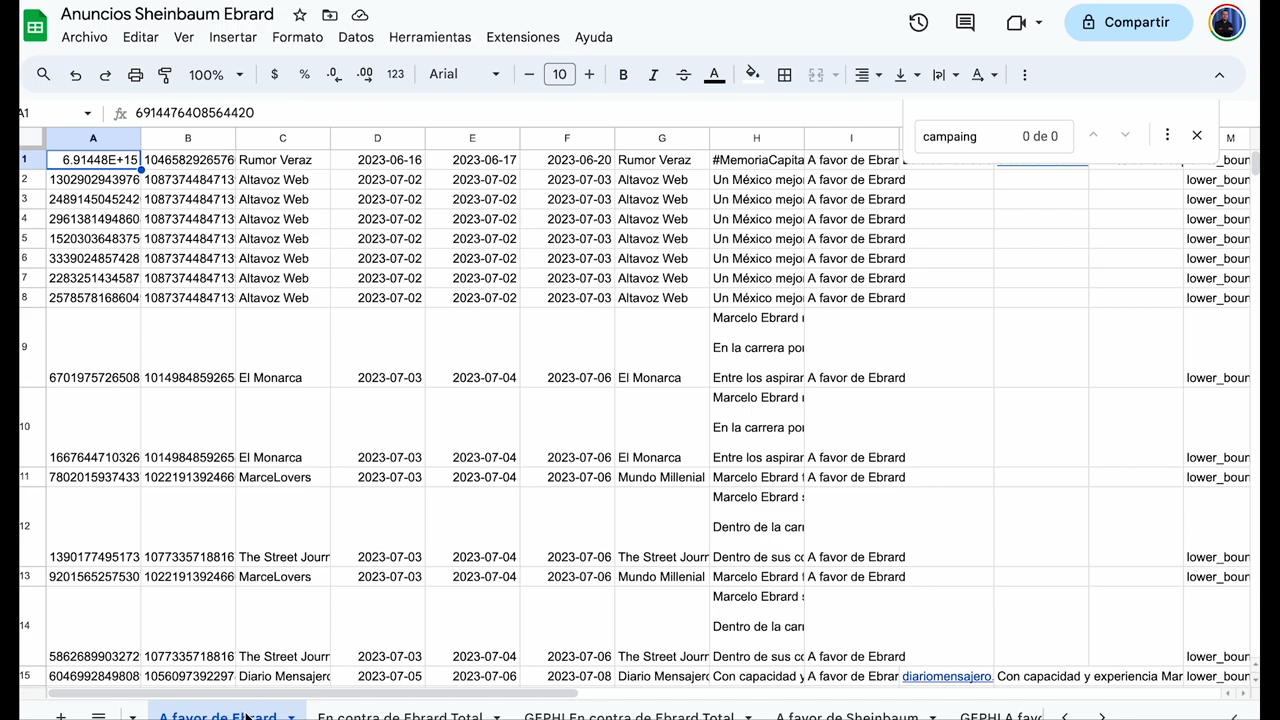 Anuncios Sheinbaum Ebrard
Archivo Editar Ver Insertar Formato Datos Herramientas Extensiones Ayuda
Compartir
100% $ % .0 .00 123 Arial 10 B I S A
A1 fx 6914476408564420
campaing 0 de 0
A B C D E F G H I M
1 6.91448E+15 1046582926576 Rumor Veraz 2023-06-16 2023-06-17 2023-06-20 Rumor Veraz #MemoriaCapita A favor de Ebrar lower_boun
2 1302902943976 1087374484713 Altavoz Web 2023-07-02 2023-07-02 2023-07-03 Altavoz Web Un México mejo A favor de Ebrard lower_boun
3 2489145045242 1087374484713 Altavoz Web 2023-07-02 2023-07-02 2023-07-03 Altavoz Web Un México mejo A favor de Ebrard lower_boun
4 2961381494860 1087374484713 Altavoz Web 2023-07-02 2023-07-02 2023-07-03 Altavoz Web Un México mejo A favor de Ebrard lower_boun
5 1520303648375 1087374484713 Altavoz Web 2023-07-02 2023-07-02 2023-07-03 Altavoz Web Un México mejo A favor de Ebrard lower_boun
6 3339024857428 1087374484713 Altavoz Web 2023-07-02 2023-07-02 2023-07-03 Altavoz Web Un México mejo A favor de Ebrard lower_boun
7 2283251434587 1087374484713 Altavoz Web 2023-07-02 2023-07-02 2023-07-03 Altavoz Web Un México mejo A favor de Ebrard lower_boun
8 2578578168604 1087374484713 Altavoz Web 2023-07-02 2023-07-02 2023-07-03 Altavoz Web Un México mejo A favor de Ebrard lower_boun
Marcelo Ebrard
9 En la carrera por
6701975726508 1014984859265 El Monarca 2023-07-03 2023-07-04 2023-07-06 El Monarca Entre los aspiran A favor de Ebrard lower_boun
Marcelo Ebrard
10 En la carrera por
1667644710326 1014984859265 El Monarca 2023-07-03 2023-07-04 2023-07-06 El Monarca Entre los aspiran A favor de Ebrard lower_boun
11 7802015937433 1022191392466 MarceLovers 2023-07-03 2023-07-04 2023-07-06 Mundo Millenial Marcelo Ebrard t A favor de Ebrard lower_boun
Marcelo Ebrard s
12 Dentro de la carr
1390177495173 1077335718816 The Street Journ 2023-07-03 2023-07-04 2023-07-06 The Street Journ Dentro de sus co A favor de Ebrard lower_boun
13 9201565257530 1022191392466 MarceLovers 2023-07-03 2023-07-04 2023-07-06 Mundo Millenial Marcelo Ebrard t A favor de Ebrard lower_boun
Marcelo Ebrard s
14 Dentro de la carr
5862689903272 1077335718816 The Street Journ 2023-07-03 2023-07-04 2023-07-06 The Street Journ Dentro de sus co A favor de Ebrard lower_boun
15 6046992849808 1056097392297 Diario Mensajero 2023-07-05 2023-07-06 2023-07-08 Diario Mensajero Con capacidad y A favor de Ebrar diariomensajero. Con capacidad y experiencia Mar lower_boun
A favor de Ebrard En contra de Ebrard Total GEPHI En contra de Ebrard Total A favor de Sheinbaum GEPHI A favo